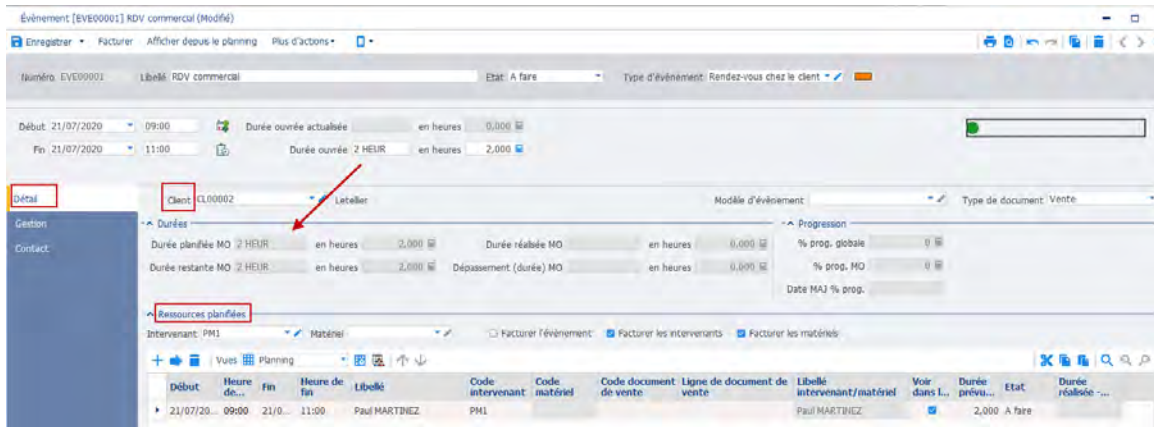 Évènement [EVE00001] RDV commercial (Modifié)
Enregistrer Facturer Afficher depuis le planning Plus d'actions
Numéro EVE00001 Libellé RDV commercial Etat A faire Type d'évènement Rendez-vous chez le client
Début 21/07/2020 09:00 Durée ouvrée actualisée en heures 0,000
Fin 21/07/2020 11:00 Durée ouvrée 2 HEUR en heures 2,000
Détail Client CL00002 Letellier Modèle d'évènement Type de document Vente
Gestion Durées Progression
Contact Durée planifiée MO 2 HEUR en heures 2,000 Durée réalisée MO en heures 0,000 % prog. globale 0
Durée restante MO 2 HEUR en heures 2,000 Dépassement (durée) MO en heures 0,000 % prog. MO 0
Date MAJ % prog.
Ressources planifiées
Intervenant PM1 Matériel Facturer l'évènement Facturer les intervenants Facturer les matériels
Vues Planning
Début Heure de... Fin Heure de fin Libellé Code intervenant Code matériel Code document de vente Ligne de document de vente Libellé intervenant/matériel Voir dans l... Durée prévu... Etat Durée réalisée -...
21/07/20... 09:00 21/0... 11:00 Paul MARTINEZ PM1 Paul MARTINEZ 2,000 A faire